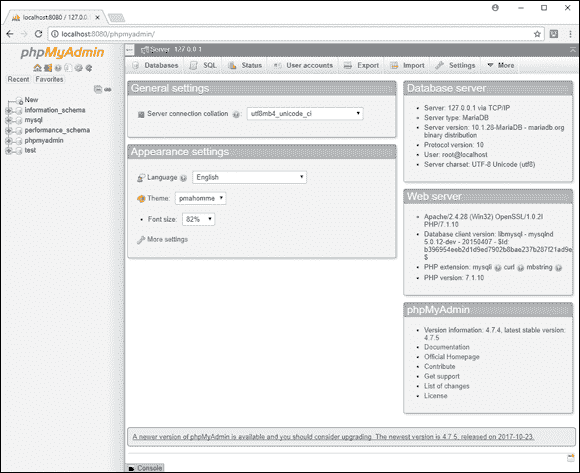 localhost:8080 / 127.0.0.
localhost:8080/phpmyadmin/
phpMyAdmin
Recent Favorites
New
information_schema
mysql
performance_schema
phpmyadmin
test
Server: 127.0.0.1
Databases SQL Status User accounts Export Import Settings More
General settings
Server connection collation : utf8mb4_unicode_ci
Appearance settings
Language English
Theme: pmahomme
Font size: 82%
More settings
Database server
Server: 127.0.0.1 via TCP/IP
Server type: MariaDB
Server version: 10.1.28-MariaDB - mariadb.org
binary distribution
Protocol version: 10
User: root@localhost
Server charset: UTF-8 Unicode (utf8)
Web server
Apache/2.4.28 (Win32) OpenSSL/1.0.2l
PHP/7.1.10
Database client version: libmysql - mysqlnd
5.0.12-dev - 20150407 - $Id:
b396954eeb2d1d9ed7902b8bae237b287f21ad9e
$
PHP extension: mysqli curl mbstring
PHP version: 7.1.10
phpMyAdmin
Version information: 4.7.4, latest stable version:
4.7.5
Documentation
Official Homepage
Contribute
Get support
List of changes
License
A newer version of phpMyAdmin is available and you should consider upgrading. The newest version is 4.7.5, released on 2017-10-23.
Console